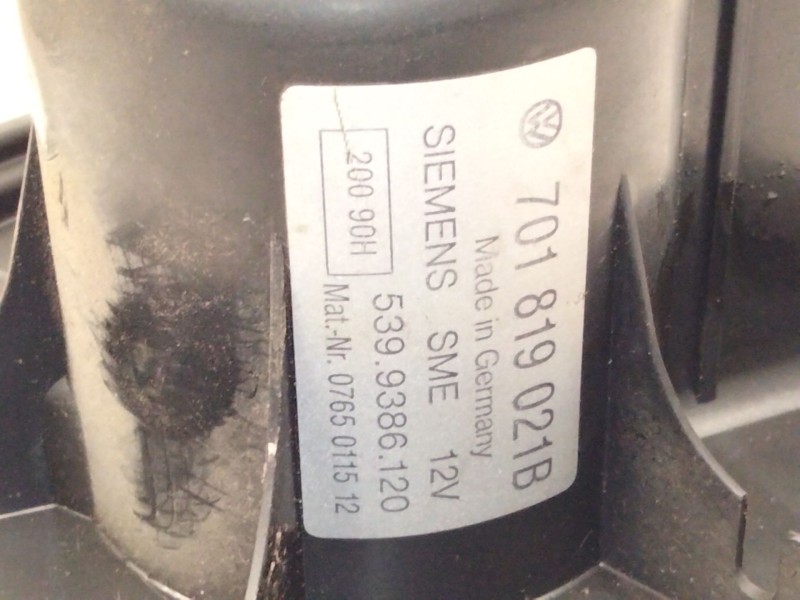 VW 701 819 021B
Made in Germany
SIEMENS SME 12V
200 90H 539.9386.120
Mat.-Nr. 0765 0115 12